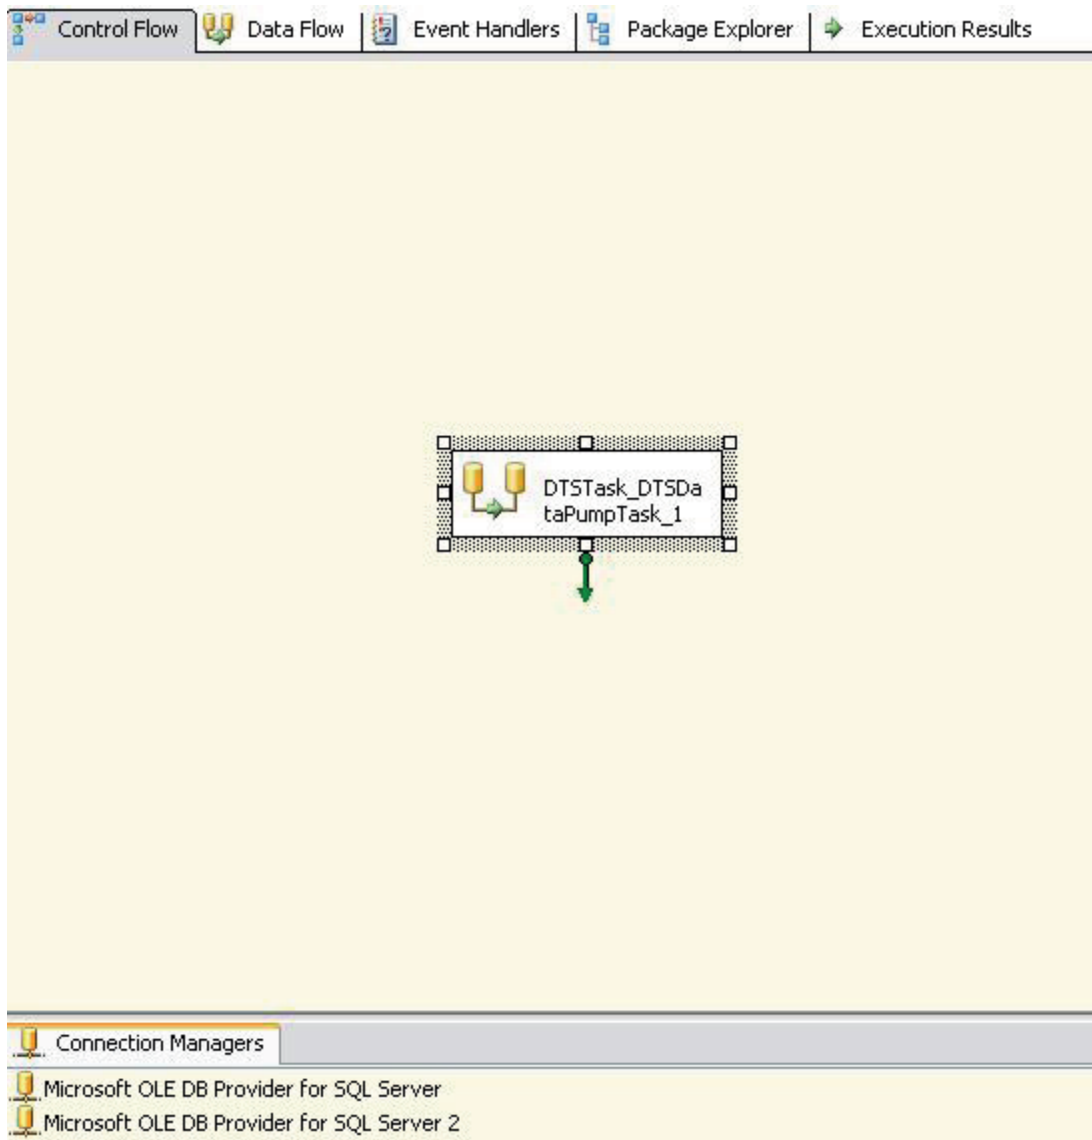 Control Flow Data Flow Event Handlers Package Explorer Execution Results
DTSTask_DTSDa
taPumpTask_1
Connection Managers
Microsoft OLE DB Provider for SQL Server
Microsoft OLE DB Provider for SQL Server 2